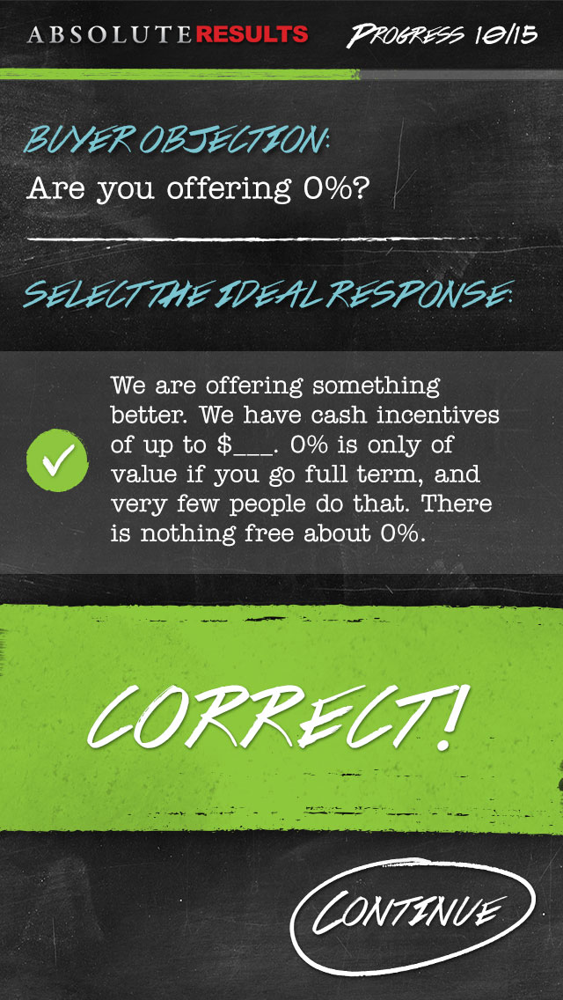 ABSOLUTERESULTS
PROGRESS 10/15
BUYER OBJECTION:
Are you offering 0%?
SELECT THE IDEAL RESPONSE:
We are offering something
better. We have cash incentives
of up to $___. 0% is only of
value if you go full term, and
very few people do that. There
is nothing free about 0%.
CORRECT!
CONTINUE